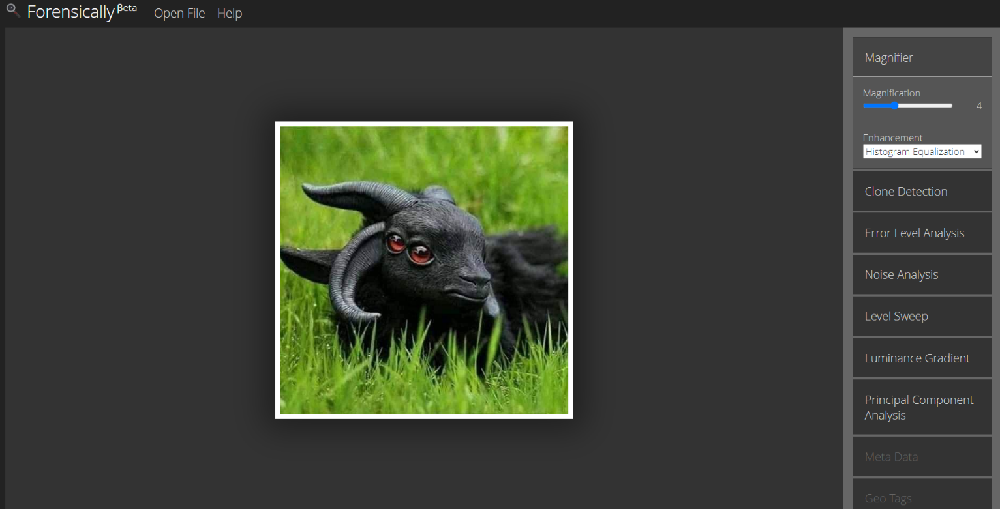 Forensically βeta Open File Help
Magnifier
Magnification
4
Enhancement
Histogram Equalization
Clone Detection
Error Level Analysis
Noise Analysis
Level Sweep
Luminance Gradient
Principal Component
Analysis
Meta Data
Geo Tags